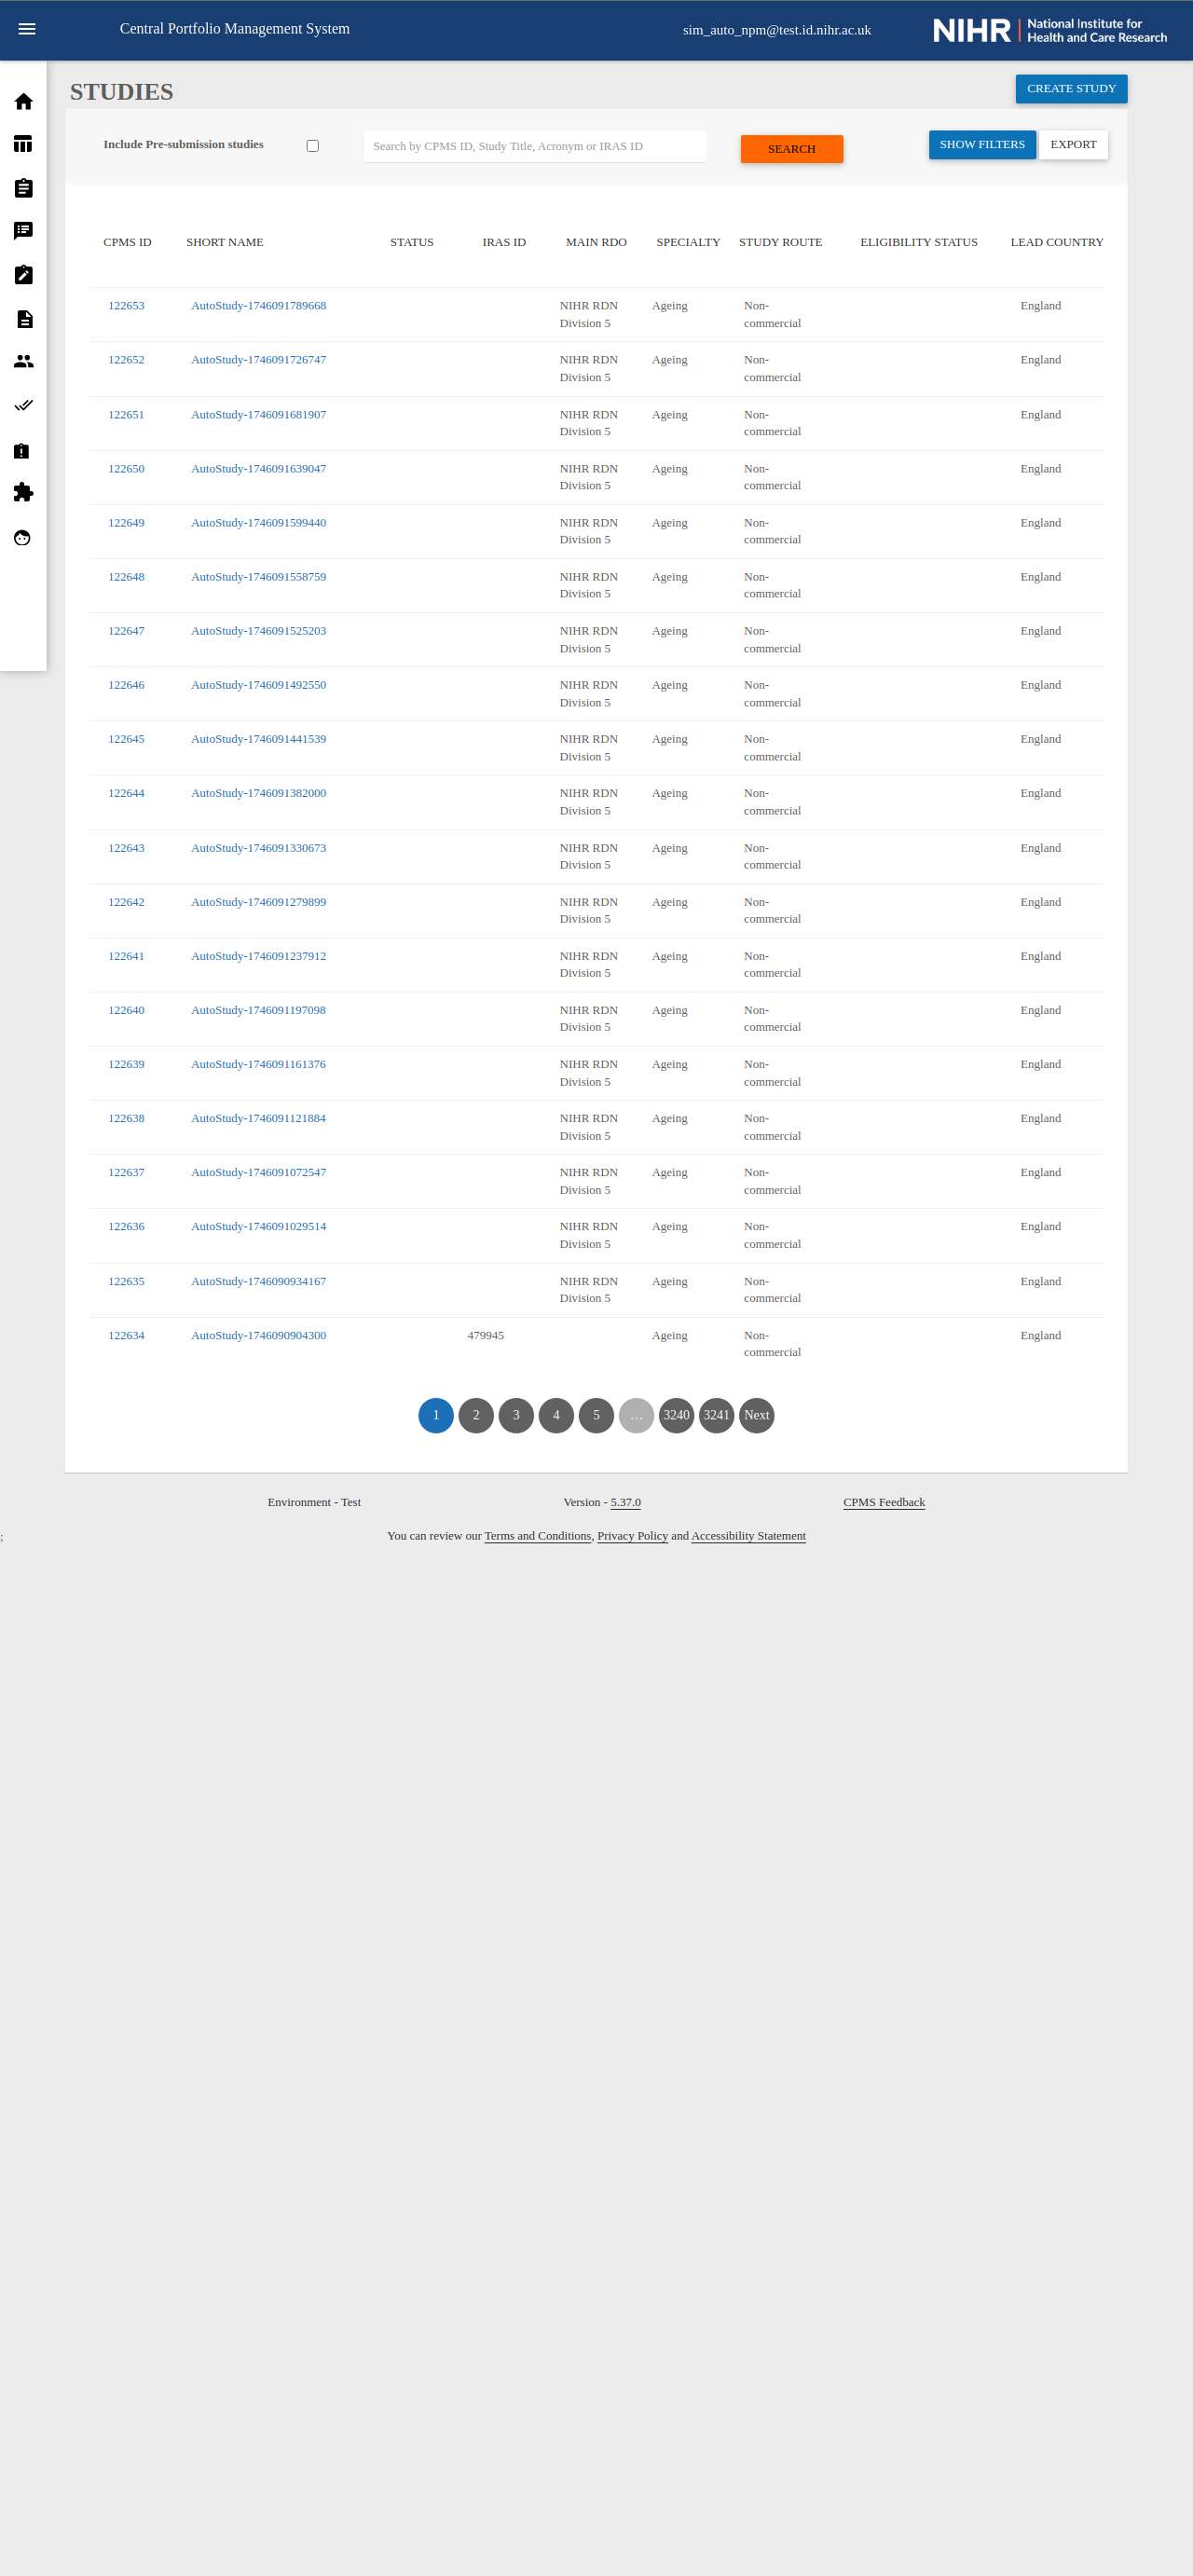 Central Portfolio Management System
sim_auto_npm@test.id.nihr.ac.uk
NIHR | National Institute for
Health and Care Research
STUDIES
CREATE STUDY
Include Pre-submission studies
Search by CPMS ID, Study Title, Acronym or IRAS ID
SEARCH
SHOW FILTERS
EXPORT
CPMS ID SHORT NAME STATUS IRAS ID MAIN RDO SPECIALTY STUDY ROUTE ELIGIBILITY STATUS LEAD COUNTRY
122653 AutoStudy-1746091789668 NIHR RDN Ageing Non- England
Division 5 commercial
122652 AutoStudy-1746091726747 NIHR RDN Ageing Non- England
Division 5 commercial
122651 AutoStudy-1746091681907 NIHR RDN Ageing Non- England
Division 5 commercial
122650 AutoStudy-1746091639047 NIHR RDN Ageing Non- England
Division 5 commercial
122649 AutoStudy-1746091599440 NIHR RDN Ageing Non- England
Division 5 commercial
122648 AutoStudy-1746091558759 NIHR RDN Ageing Non- England
Division 5 commercial
122647 AutoStudy-1746091525203 NIHR RDN Ageing Non- England
Division 5 commercial
122646 AutoStudy-1746091492550 NIHR RDN Ageing Non- England
Division 5 commercial
122645 AutoStudy-1746091441539 NIHR RDN Ageing Non- England
Division 5 commercial
122644 AutoStudy-1746091382000 NIHR RDN Ageing Non- England
Division 5 commercial
122643 AutoStudy-1746091330673 NIHR RDN Ageing Non- England
Division 5 commercial
122642 AutoStudy-1746091279899 NIHR RDN Ageing Non- England
Division 5 commercial
122641 AutoStudy-1746091237912 NIHR RDN Ageing Non- England
Division 5 commercial
122640 AutoStudy-1746091197098 NIHR RDN Ageing Non- England
Division 5 commercial
122639 AutoStudy-1746091161376 NIHR RDN Ageing Non- England
Division 5 commercial
122638 AutoStudy-1746091121884 NIHR RDN Ageing Non- England
Division 5 commercial
122637 AutoStudy-1746091072547 NIHR RDN Ageing Non- England
Division 5 commercial
122636 AutoStudy-1746091029514 NIHR RDN Ageing Non- England
Division 5 commercial
122635 AutoStudy-1746090934167 NIHR RDN Ageing Non- England
Division 5 commercial
122634 AutoStudy-1746090904300 479945 Ageing Non- England
commercial
1 2 3 4 5 … 3240 3241 Next
Environment - Test Version - 5.37.0 CPMS Feedback
You can review our Terms and Conditions, Privacy Policy and Accessibility Statement
;